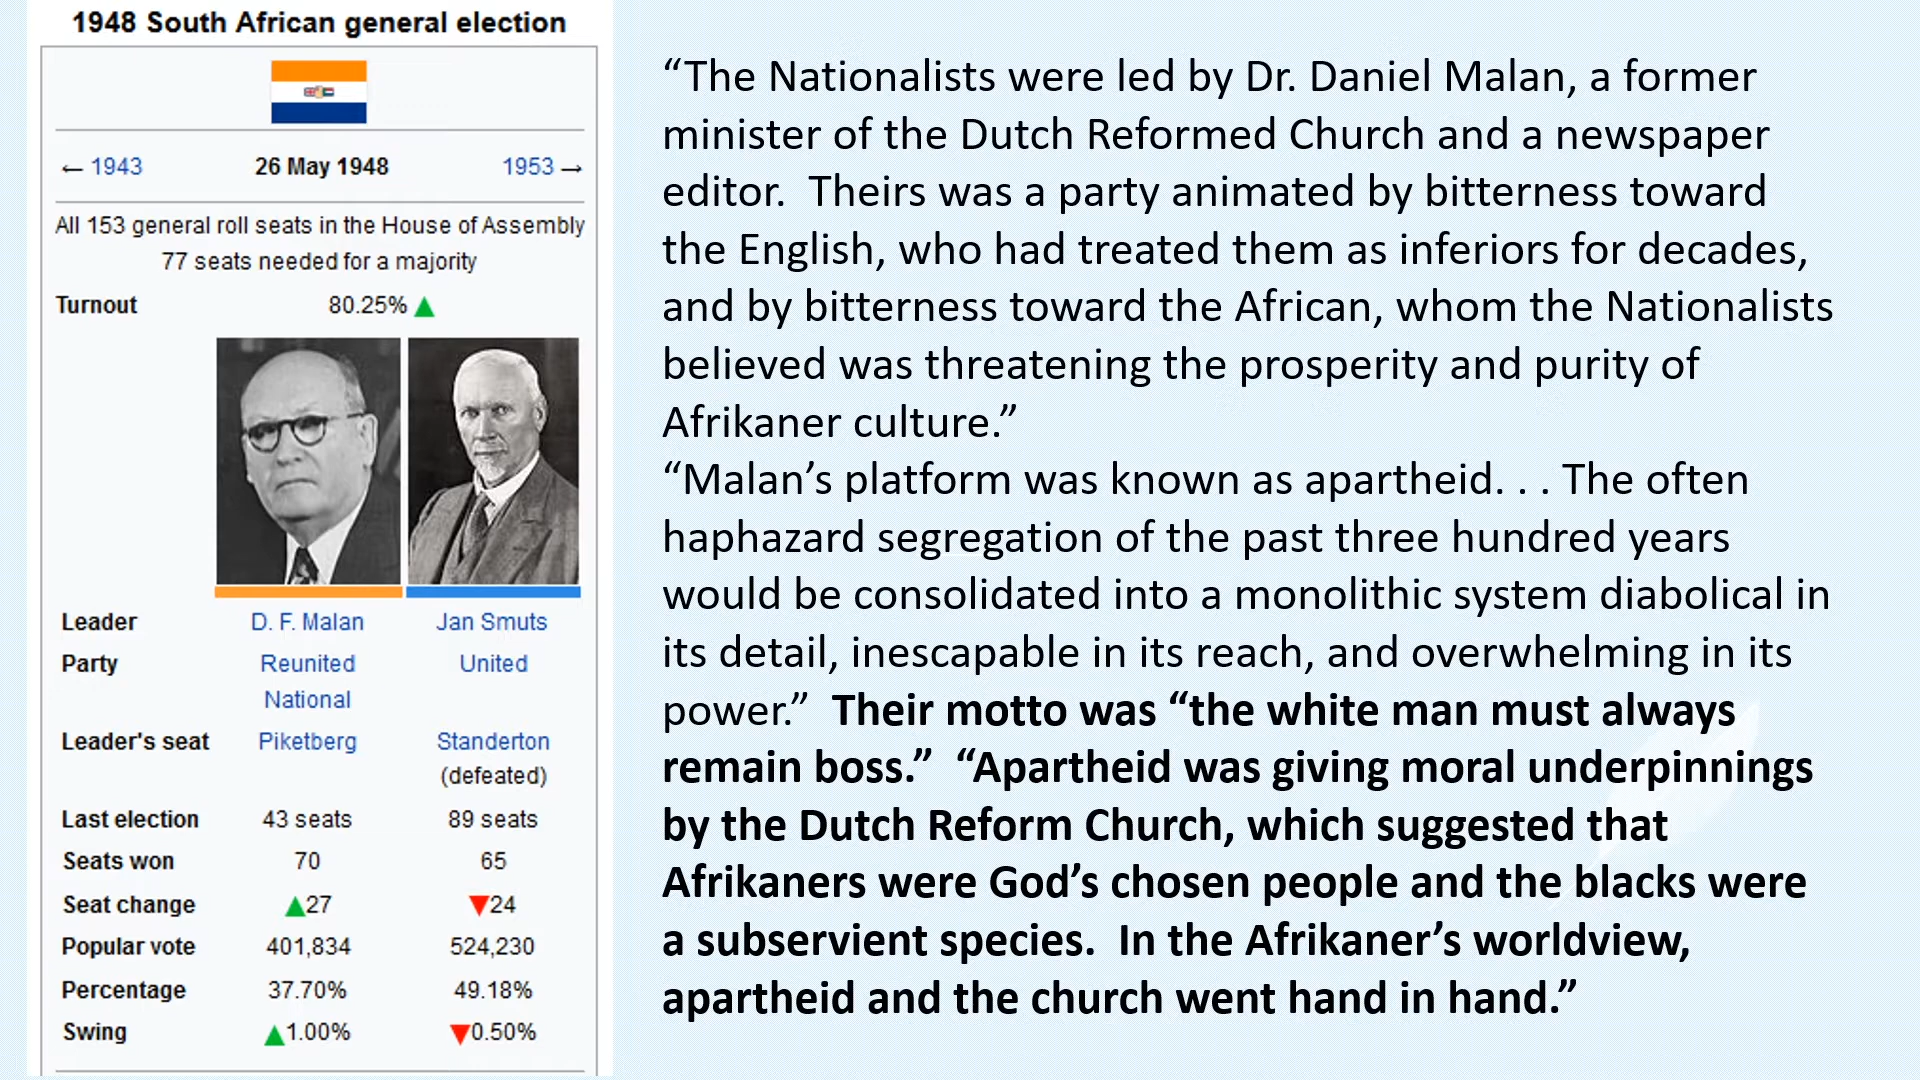 1948 South African general election
← 1943 26 May 1948 1953 →
All 153 general roll seats in the House of Assembly
77 seats needed for a majority
Turnout 80.25% ▲
Leader D. F. Malan Jan Smuts
Party Reunited National United
Leader's seat Piketberg Standerton (defeated)
Last election 43 seats 89 seats
Seats won 70 65
Seat change ▲27 ▼24
Popular vote 401,834 524,230
Percentage 37.70% 49.18%
Swing ▲1.00% ▼0.50%
“The Nationalists were led by Dr. Daniel Malan, a former
minister of the Dutch Reformed Church and a newspaper
editor.  Theirs was a party animated by bitterness toward
the English, who had treated them as inferiors for decades,
and by bitterness toward the African, whom the Nationalists
believed was threatening the prosperity and purity of
Afrikaner culture.”
“Malan’s platform was known as apartheid. . . The often
haphazard segregation of the past three hundred years
would be consolidated into a monolithic system diabolical in
its detail, inescapable in its reach, and overwhelming in its
power.”  Their motto was “the white man must always
remain boss.”  “Apartheid was giving moral underpinnings
by the Dutch Reform Church, which suggested that
Afrikaners were God’s chosen people and the blacks were
a subservient species.  In the Afrikaner’s worldview,
apartheid and the church went hand in hand.”